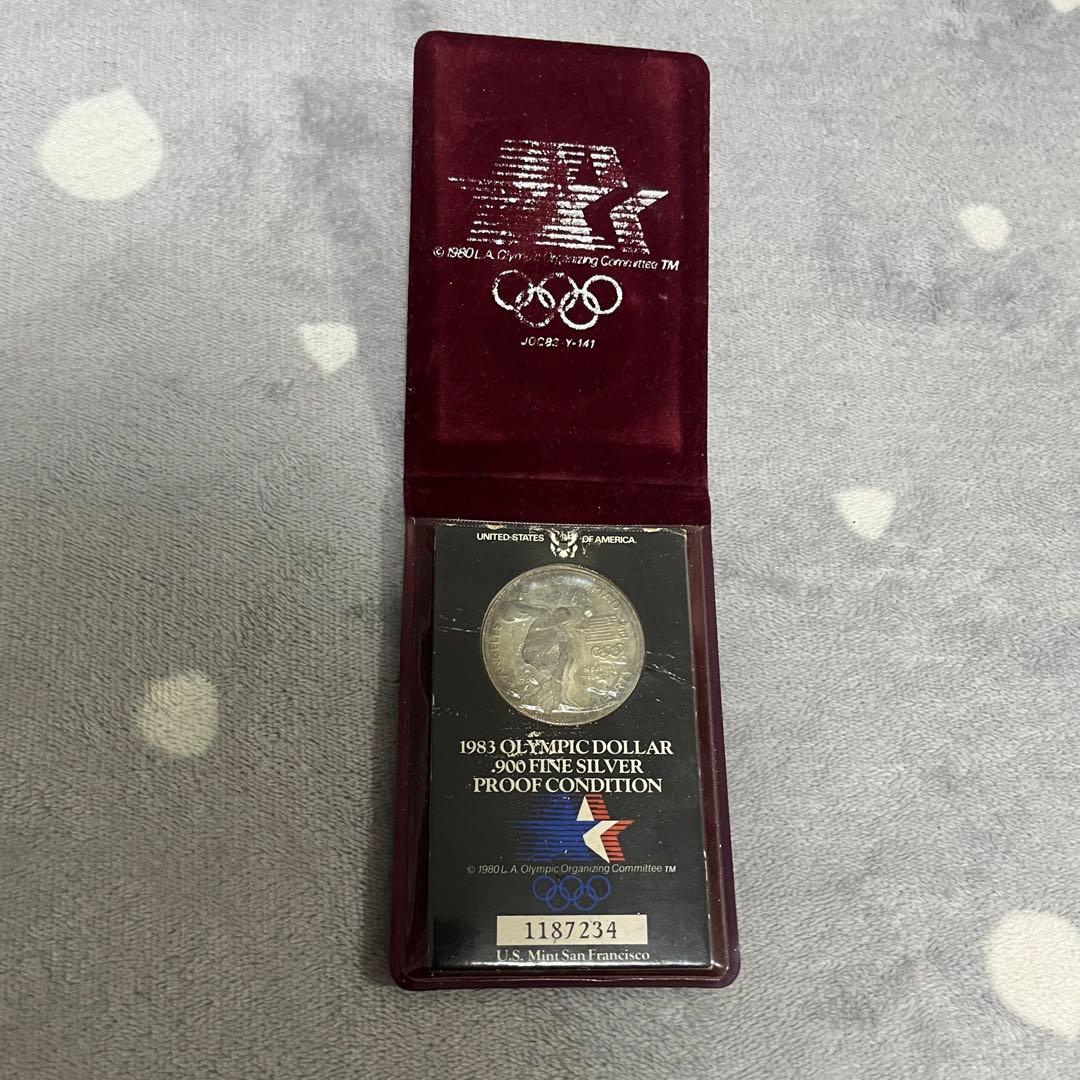 © 1980 L.A. Olympic Organizing Committee TM
UNITED STATES OF AMERICA.
1983 OLYMPIC DOLLAR
.900 FINE SILVER
PROOF CONDITION
© 1980 L. A. Olympic Organizing Committee TM
1187234
U.S. Mint San Francisco